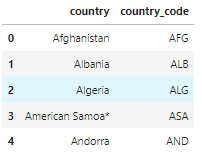 country country_code
0 Afghanistan AFG
1 Albania ALB
2 Algeria ALG
3 American Samoa* ASA
4 Andorra AND